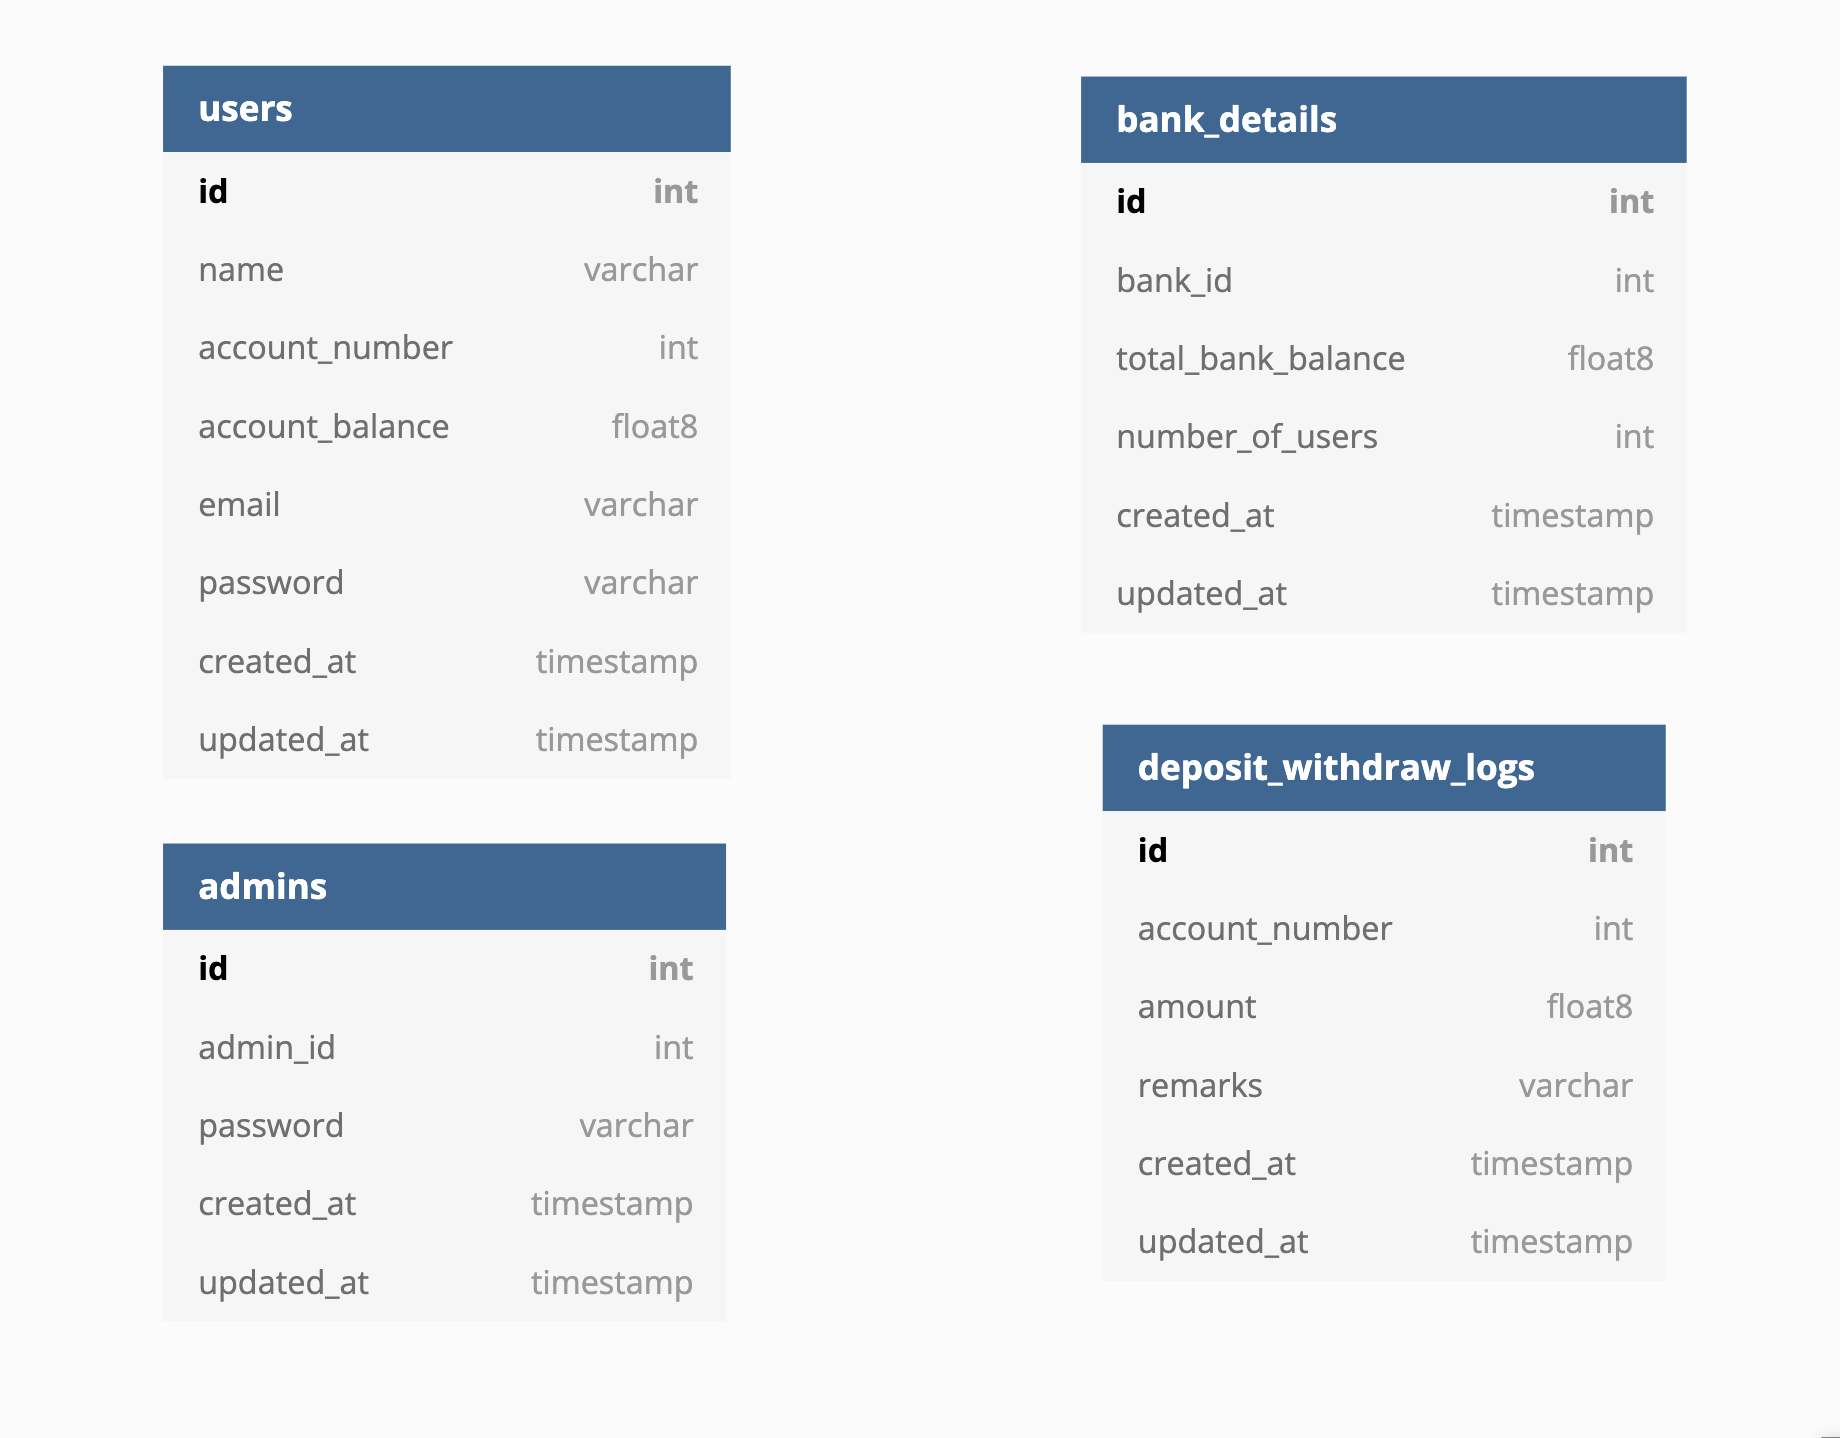 users
id int
name varchar
account_number int
account_balance float8
email varchar
password varchar
created_at timestamp
updated_at timestamp
admins
id int
admin_id int
password varchar
created_at timestamp
updated_at timestamp
bank_details
id int
bank_id int
total_bank_balance float8
number_of_users int
created_at timestamp
updated_at timestamp
deposit_withdraw_logs
id int
account_number int
amount float8
remarks varchar
created_at timestamp
updated_at timestamp